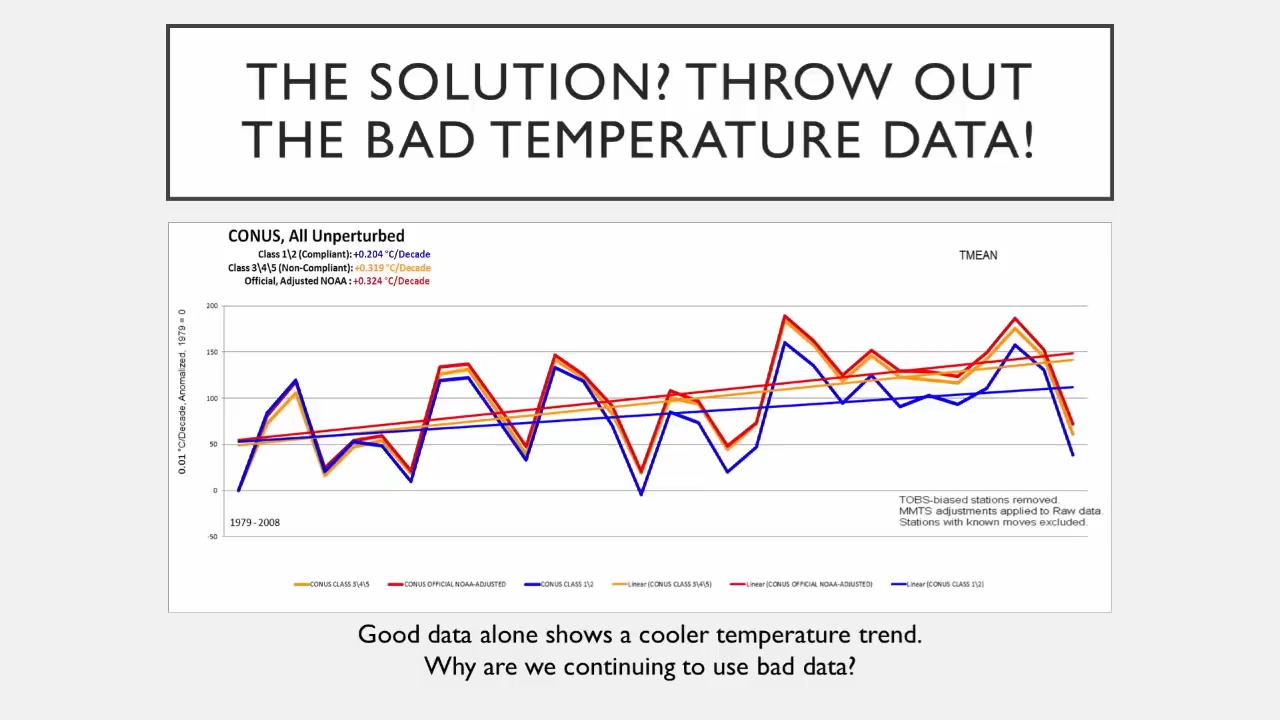 THE SOLUTION? THROW OUT
THE BAD TEMPERATURE DATA!
CONUS, All Unperturbed
Class 1\2 (Compliant): +0.204 °C/Decade
Class 3\4\5 (Non-Compliant): +0.319 °C/Decade
Official, Adjusted NOAA : +0.324 °C/Decade
TMEAN
0.01 °C/Decade, Anomalized, 1979 = 0
200
150
100
50
0
-50
1979 - 2008
TOBS-biased stations removed.
MMTS adjustments applied to Raw data.
Stations with known moves excluded.
CONUS CLASS 3\4\5 CONUS OFFICIAL NOAA-ADJUSTED CONUS CLASS 1\2 Linear (CONUS CLASS 3\4\5) Linear (CONUS OFFICIAL NOAA-ADJUSTED) Linear (CONUS CLASS 1\2)
Good data alone shows a cooler temperature trend.
Why are we continuing to use bad data?